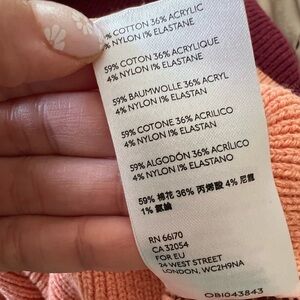 % COTTON 36% ACRYLIC
% NYLON 1% ELASTANE
59% COTON 36% ACRYLIQUE
4% NYLON 1% ELASTANE
59% BAUMWOLLE 36% ACRYL
4% NYLON 1% ELASTAN
59% COTONE 36% ACRILICO
4% NYLON 1% ELASTAN
59% ALGODÓN 36% ACRÍLICO
4% NYLON 1% ELASTANO
59% 棉花 36% 丙烯酸 4% 尼龍
1% 氨綸
RN 66170
CA 32054
FOR EU
24 WEST STREET
LONDON, WC2H9NA
OB1043843